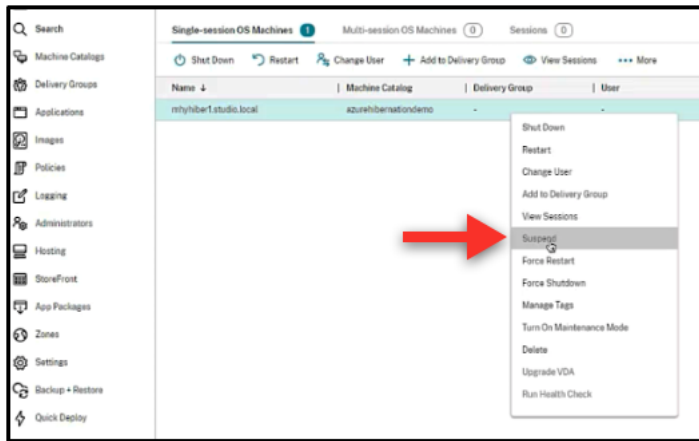 Search
Machine Catalogs
Delivery Groups
Applications
Images
Policies
Logging
Administrators
Hosting
StoreFront
App Packages
Zones
Settings
Backup + Restore
Quick Deploy
Single-session OS Machines 1 Multi-session OS Machines 0 Sessions 0
Shut Down Restart Change User Add to Delivery Group View Sessions More
Name ↓ Machine Catalog Delivery Group User
mhyhiber1.studio.local azurehibernationdemo - -
Shut Down
Restart
Change User
Add to Delivery Group
View Sessions
Suspend
Force Restart
Force Shutdown
Manage Tags
Turn On Maintenance Mode
Delete
Upgrade VDA
Run Health Check